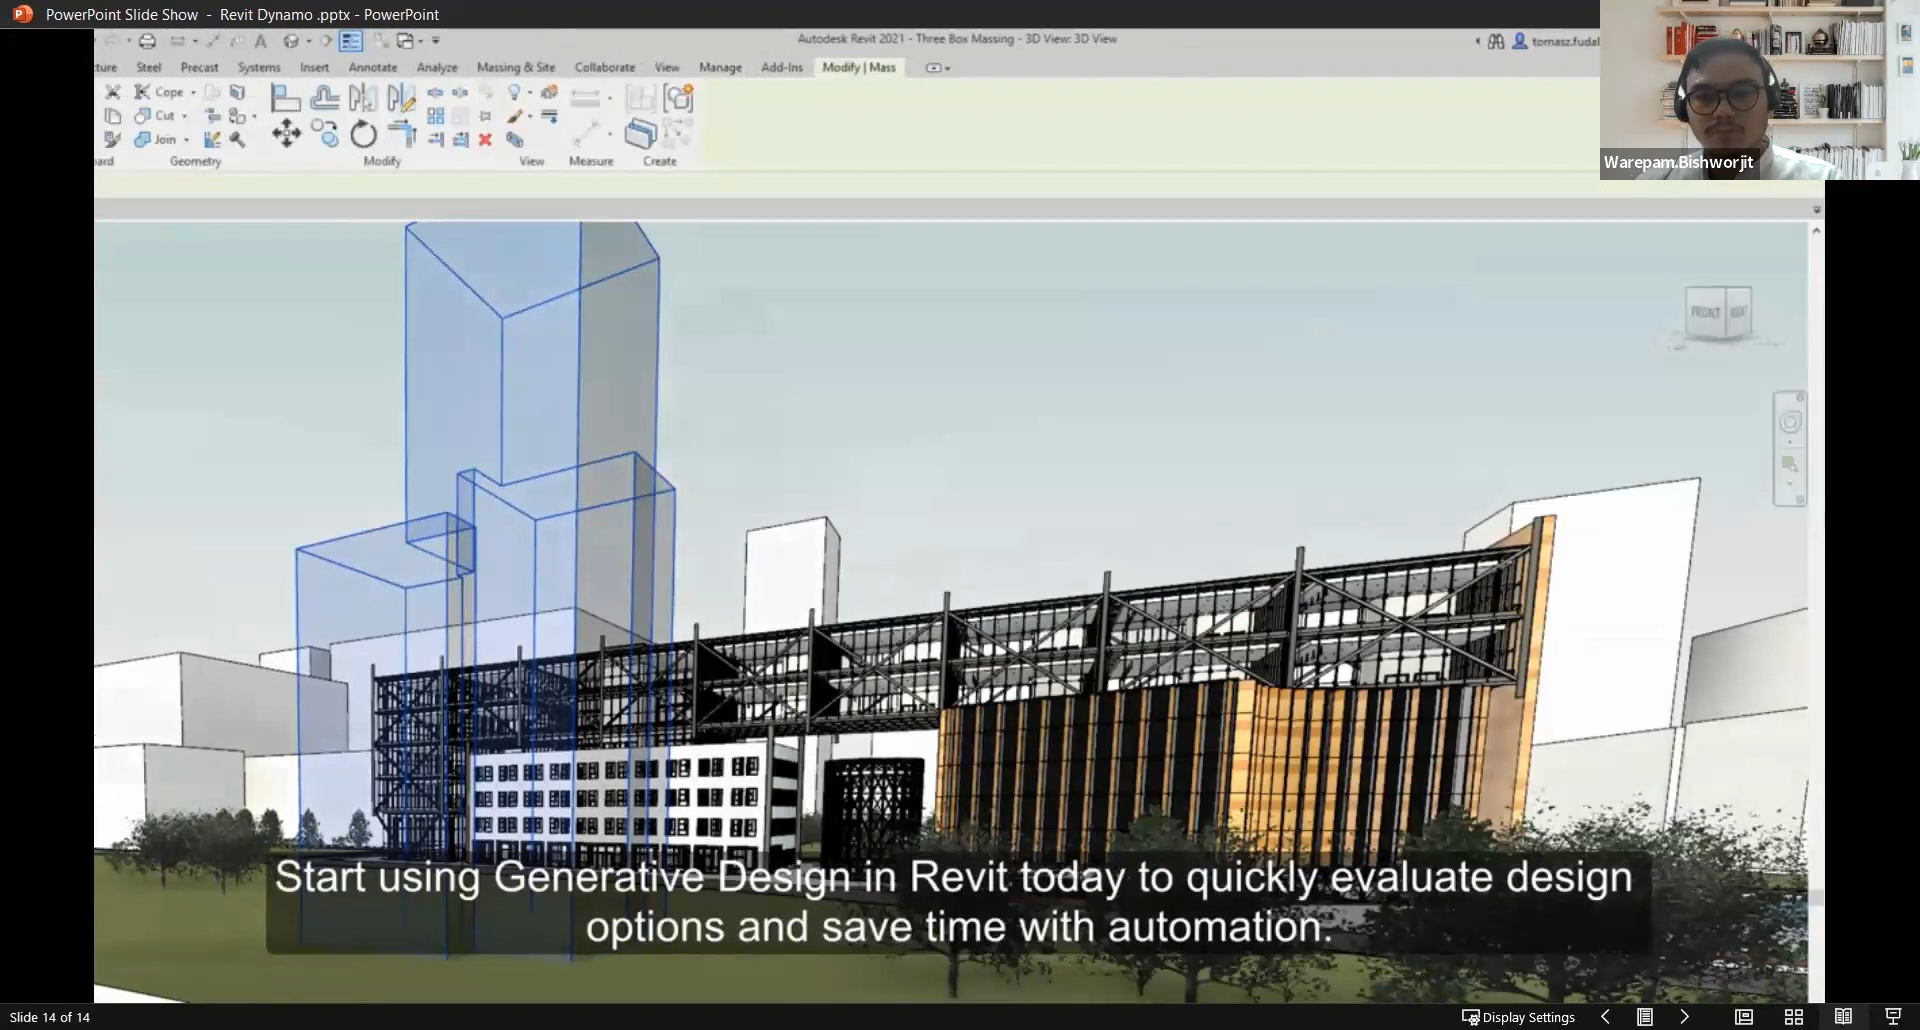 PowerPoint Slide Show - Revit Dynamo .pptx - PowerPoint
Autodesk Revit 2021 - Three Box Massing - 3D View: 3D View
tomasz.fudal
cture Steel Precast Systems Insert Annotate Analyze Massing & Site Collaborate View Manage Add-Ins Modify | Mass
Cope
Cut
Join
ard Geometry Modify View Measure Create
Warepam.Bishworjit
FRONT
Start using Generative Design in Revit today to quickly evaluate design
options and save time with automation.
Slide 14 of 14
Display Settings